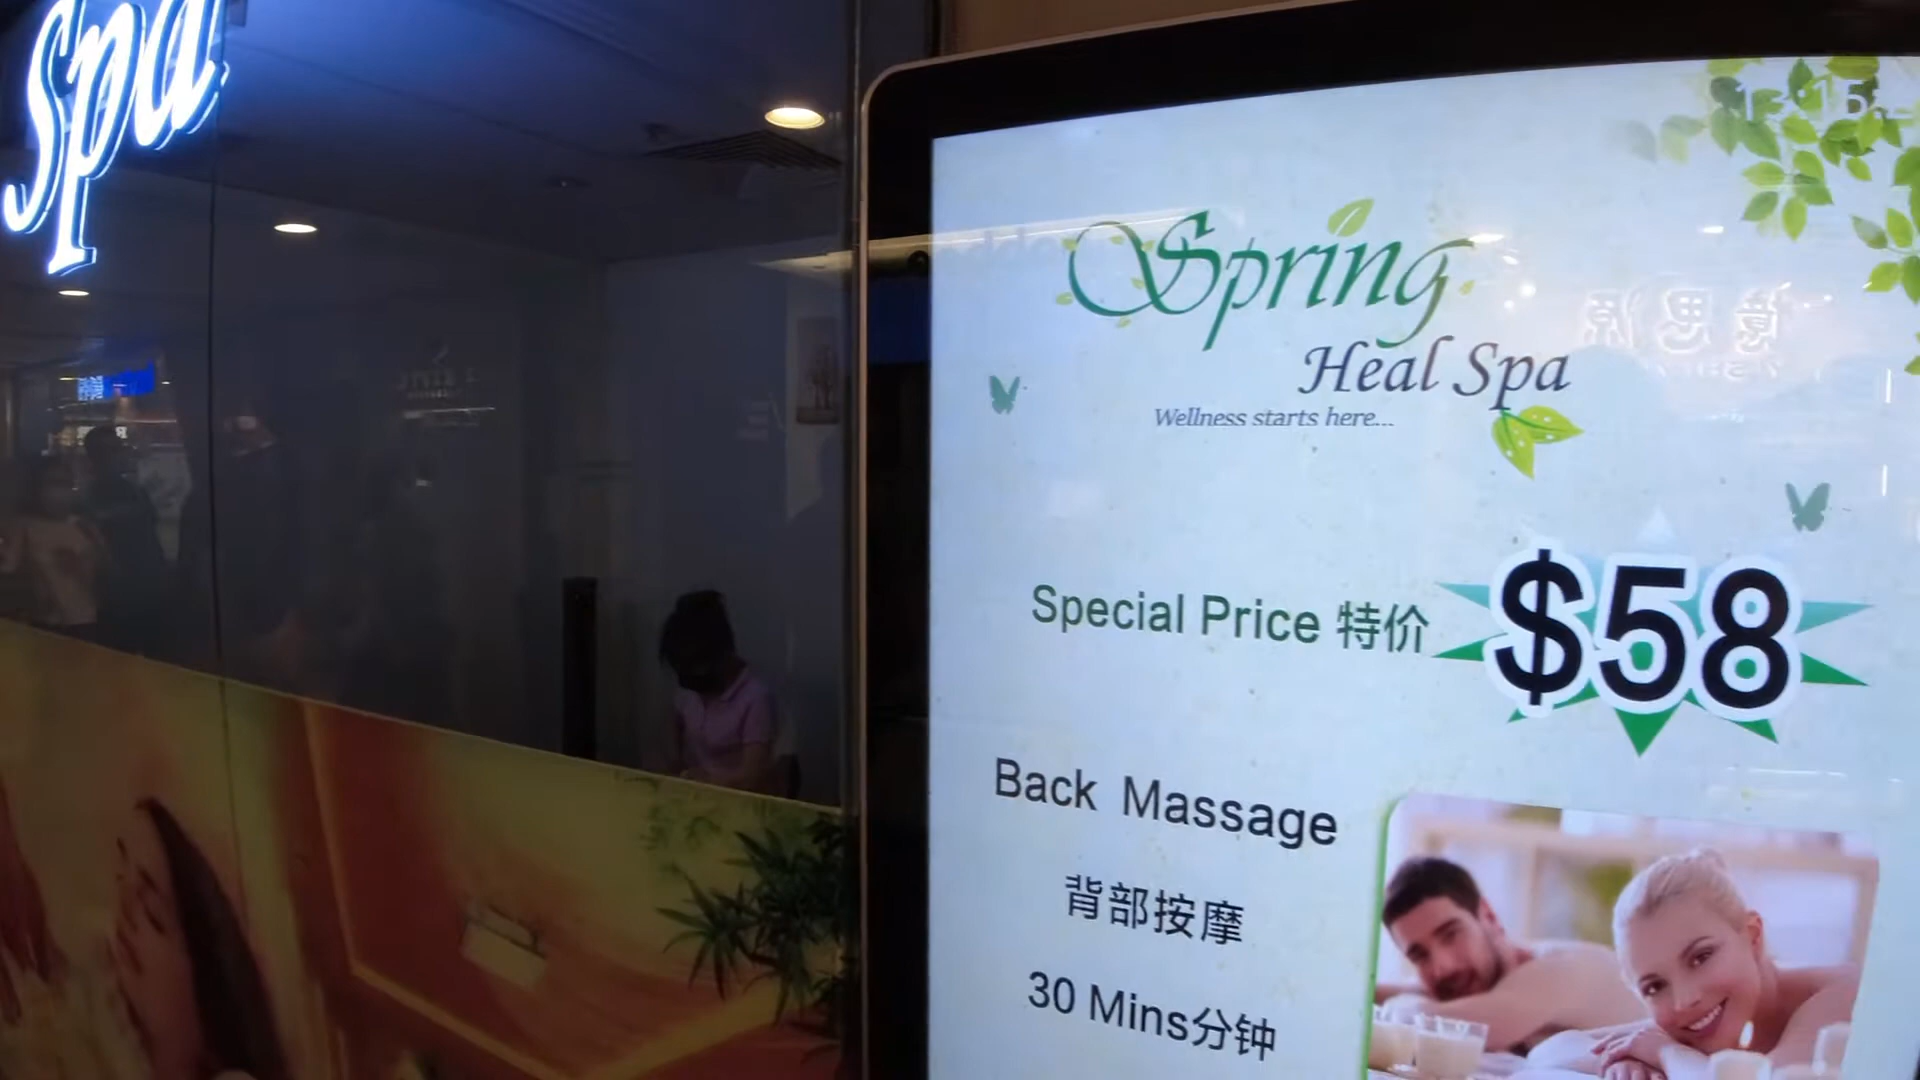 Spa
Spring
Heal Spa
Wellness starts here...
Special Price 特价 $58
Back Massage
背部按摩
30 Mins分钟